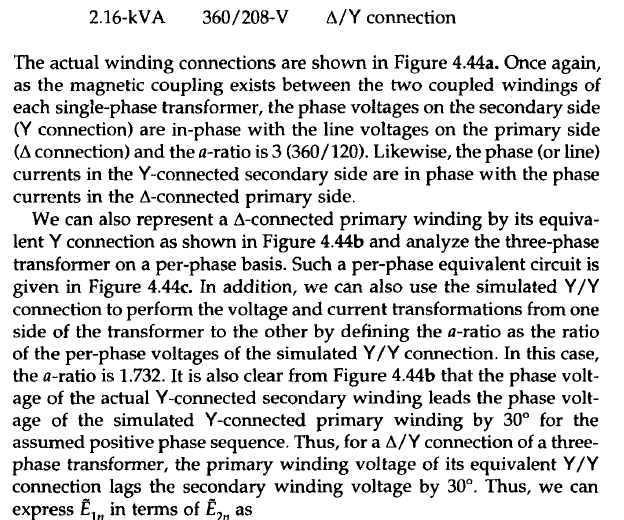 2.16-kVA 360/208-V Δ/Y connection
The actual winding connections are shown in Figure 4.44a. Once again,
as the magnetic coupling exists between the two coupled windings of
each single-phase transformer, the phase voltages on the secondary side
(Y connection) are in-phase with the line voltages on the primary side
(Δ connection) and the a-ratio is 3 (360/120). Likewise, the phase (or line)
currents in the Y-connected secondary side are in phase with the phase
currents in the Δ-connected primary side.
We can also represent a Δ-connected primary winding by its equiva-
lent Y connection as shown in Figure 4.44b and analyze the three-phase
transformer on a per-phase basis. Such a per-phase equivalent circuit is
given in Figure 4.44c. In addition, we can also use the simulated Y/Y
connection to perform the voltage and current transformations from one
side of the transformer to the other by defining the a-ratio as the ratio
of the per-phase voltages of the simulated Y/Y connection. In this case,
the a-ratio is 1.732. It is also clear from Figure 4.44b that the phase volt-
age of the actual Y-connected secondary winding leads the phase volt-
age of the simulated Y-connected primary winding by 30° for the
assumed positive phase sequence. Thus, for a Δ/Y connection of a three-
phase transformer, the primary winding voltage of its equivalent Y/Y
connection lags the secondary winding voltage by 30°. Thus, we can
express Ẽ₁ₙ in terms of Ẽ₂ₙ as